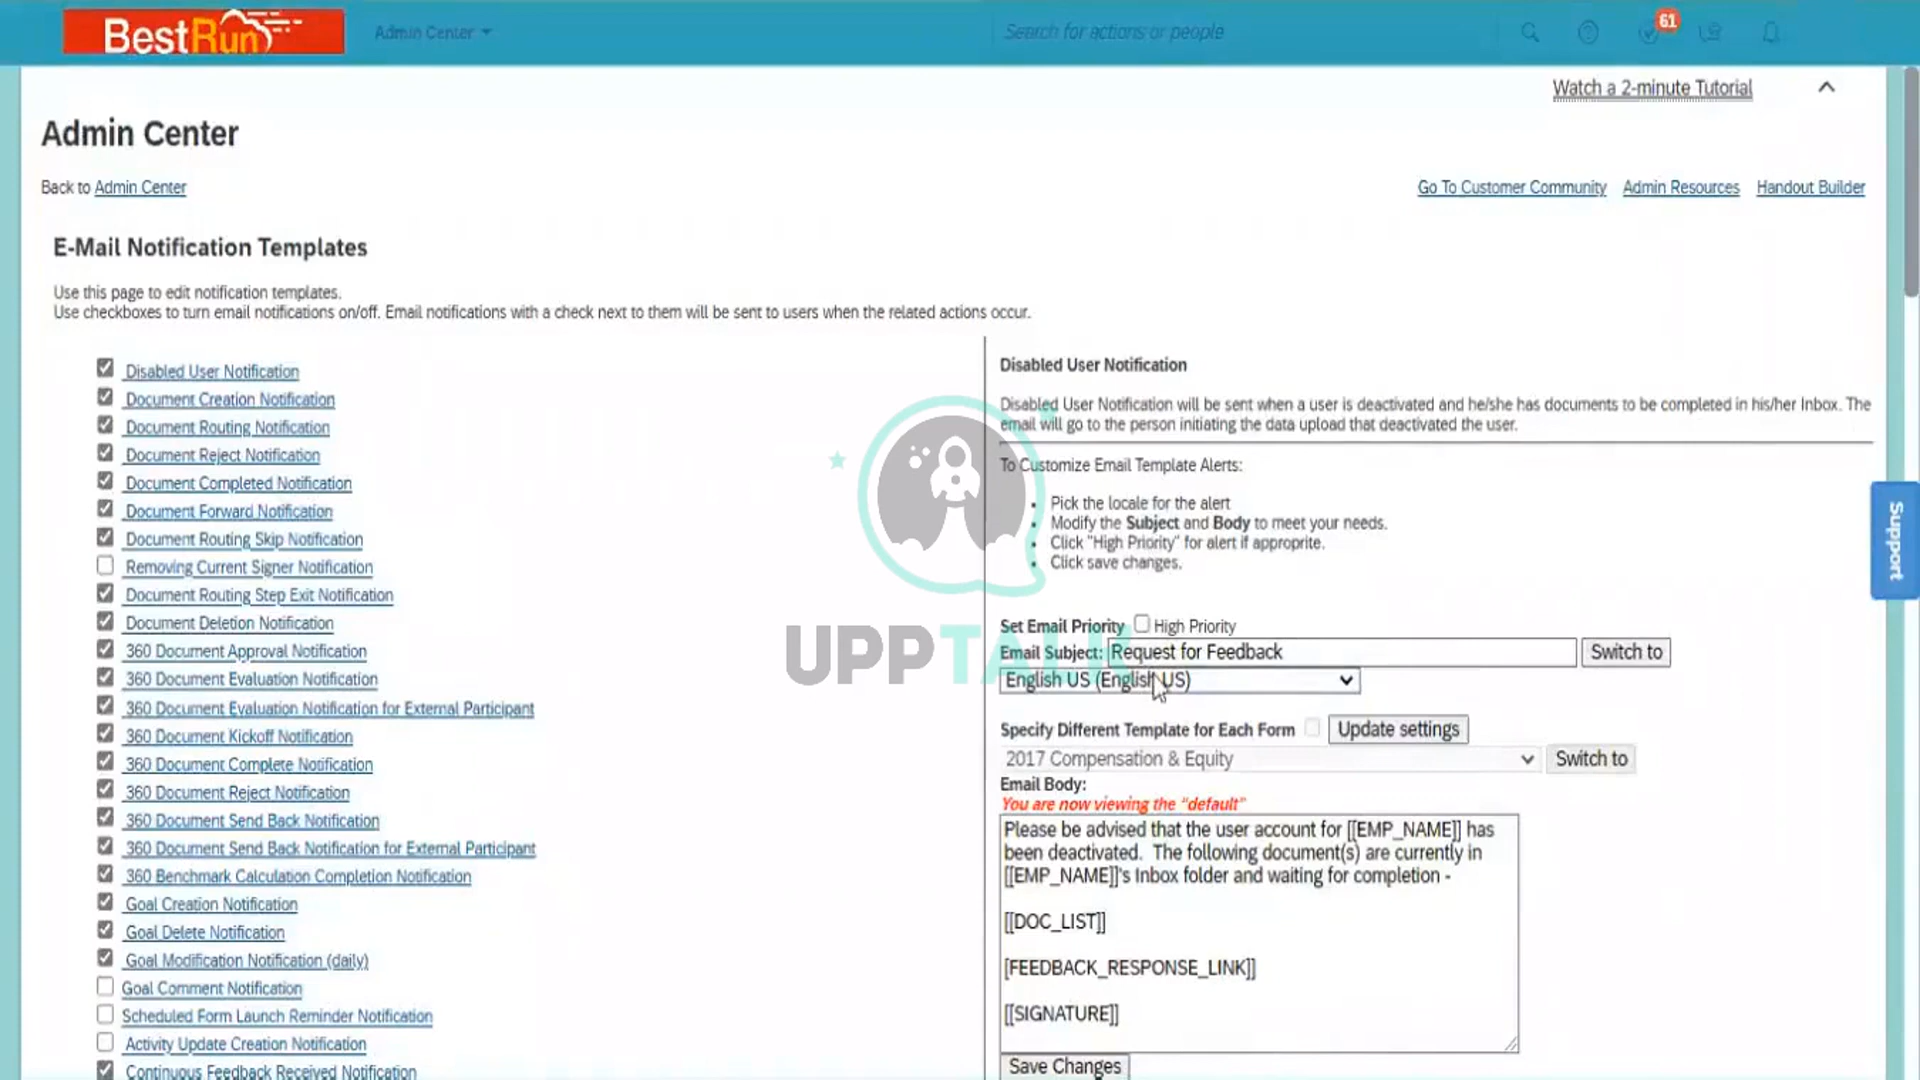 BestRun
Admin Center
Search for actions or people
61
Watch a 2-minute Tutorial
Admin Center
Back to Admin Center
Go To Customer Community Admin Resources Handout Builder
E-Mail Notification Templates
Use this page to edit notification templates.
Use checkboxes to turn email notifications on/off. Email notifications with a check next to them will be sent to users when the related actions occur.
Disabled User Notification
Document Creation Notification
Document Routing Notification
Document Reject Notification
Document Completed Notification
Document Forward Notification
Document Routing Skip Notification
Removing Current Signer Notification
Document Routing Step Exit Notification
Document Deletion Notification
360 Document Approval Notification
360 Document Evaluation Notification
360 Document Evaluation Notification for External Participant
360 Document Kickoff Notification
360 Document Complete Notification
360 Document Reject Notification
360 Document Send Back Notification
360 Document Send Back Notification for External Participant
360 Benchmark Calculation Completion Notification
Goal Creation Notification
Goal Delete Notification
Goal Modification Notification (daily)
Goal Comment Notification
Scheduled Form Launch Reminder Notification
Activity Update Creation Notification
Continuous Feedback Received Notification
Disabled User Notification
Disabled User Notification will be sent when a user is deactivated and he/she has documents to be completed in his/her Inbox. The
email will go to the person initiating the data upload that deactivated the user.
To Customize Email Template Alerts:
Pick the locale for the alert
Modify the Subject and Body to meet your needs.
Click "High Priority" for alert if approprite.
Click save changes.
Set Email Priority High Priority
Email Subject: Request for Feedback Switch to
English US (English US)
Specify Different Template for Each Form Update settings
2017 Compensation & Equity Switch to
Email Body:
You are now viewing the "default"
Please be advised that the user account for [[EMP_NAME]] has
been deactivated. The following document(s) are currently in
[[EMP_NAME]]'s Inbox folder and waiting for completion -
[[DOC_LIST]]
[FEEDBACK_RESPONSE_LINK]]
[[SIGNATURE]]
Save Changes
Support
UPPTALK